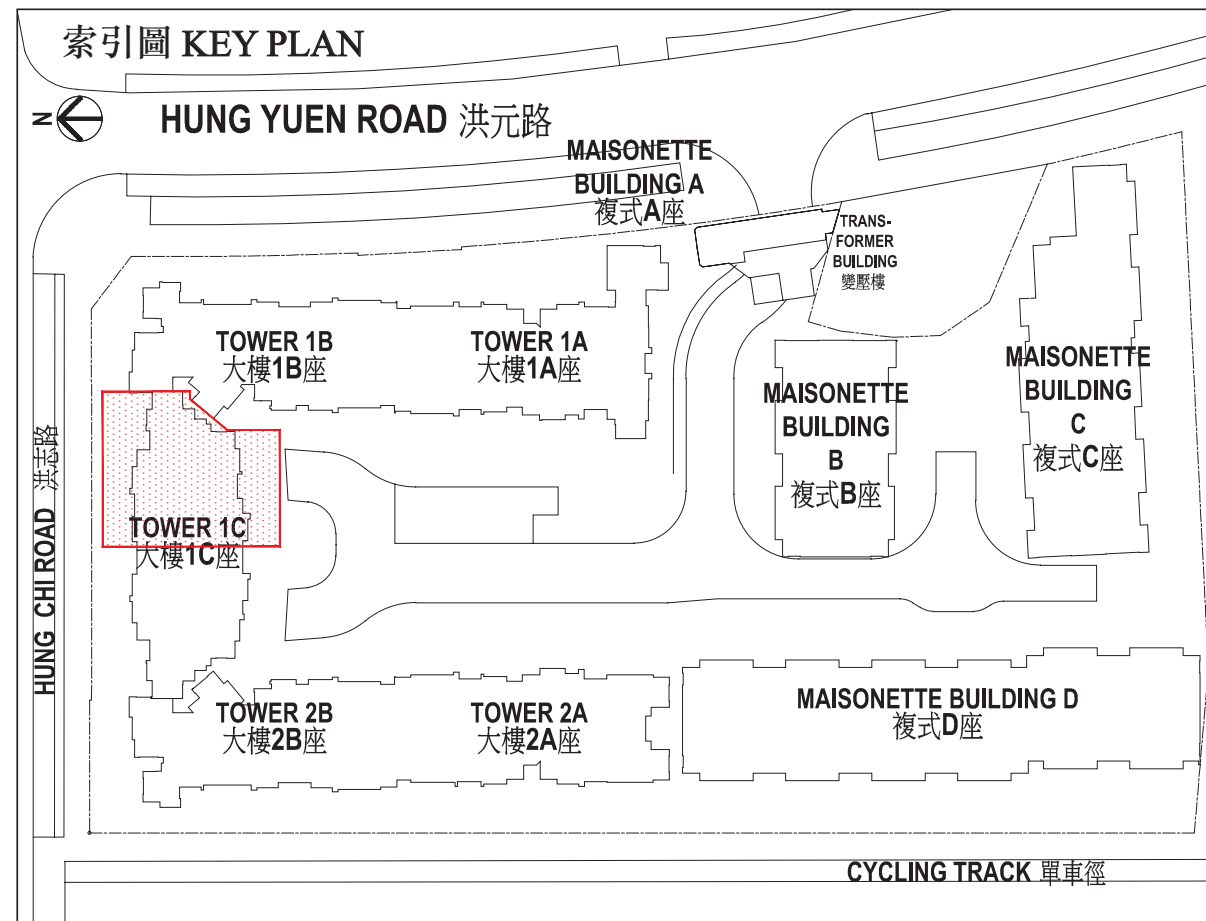 索引圖 KEY PLAN
N
HUNG YUEN ROAD 洪元路
MAISONETTE
BUILDING A
複式A座
TRANS-
FORMER
BUILDING
變壓樓
TOWER 1B
大樓1B座
TOWER 1A
大樓1A座
MAISONETTE
BUILDING
B
複式B座
MAISONETTE
BUILDING
C
複式C座
HUNG CHI ROAD 洪志路
TOWER 1C
大樓1C座
TOWER 2B
大樓2B座
TOWER 2A
大樓2A座
MAISONETTE BUILDING D
複式D座
CYCLING TRACK 單車徑